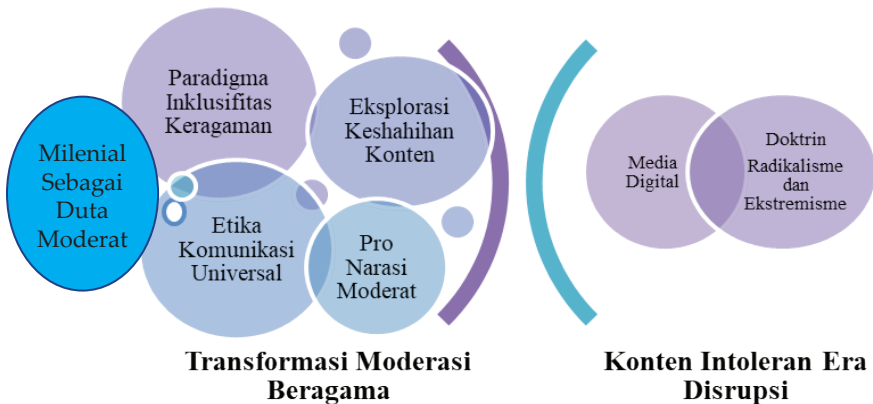 Milenial
Sebagai
Duta
Moderat
Paradigma
Inklusifitas
Keragaman
Eksplorasi
Keshahihan
Konten
Etika
Komunikasi
Universal
Pro
Narasi
Moderat
Transformasi Moderasi
Beragama
Media
Digital
Doktrin
Radikalisme
dan
Ekstremisme
Konten Intoleran Era
Disrupsi